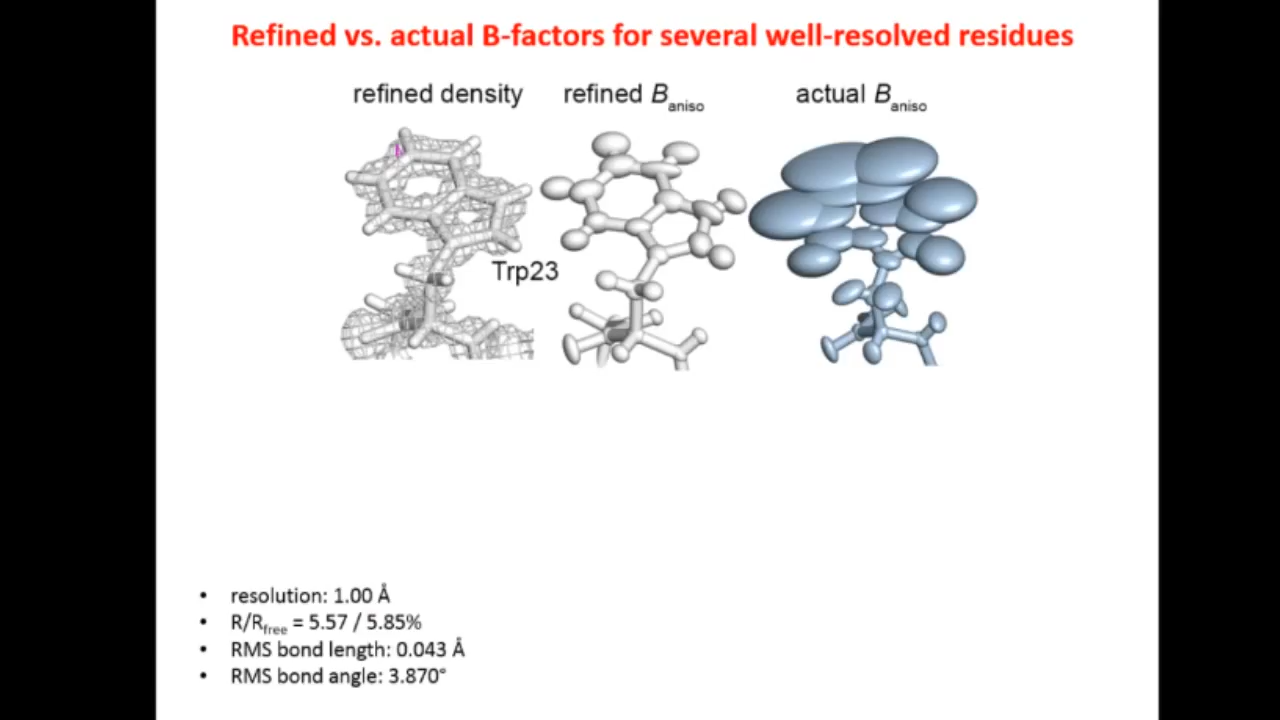 Refined vs. actual B-factors for several well-resolved residues
refined density refined Baniso actual Baniso
Trp23
• resolution: 1.00 Å
• R/Rfree = 5.57 / 5.85%
• RMS bond length: 0.043 Å
• RMS bond angle: 3.870°